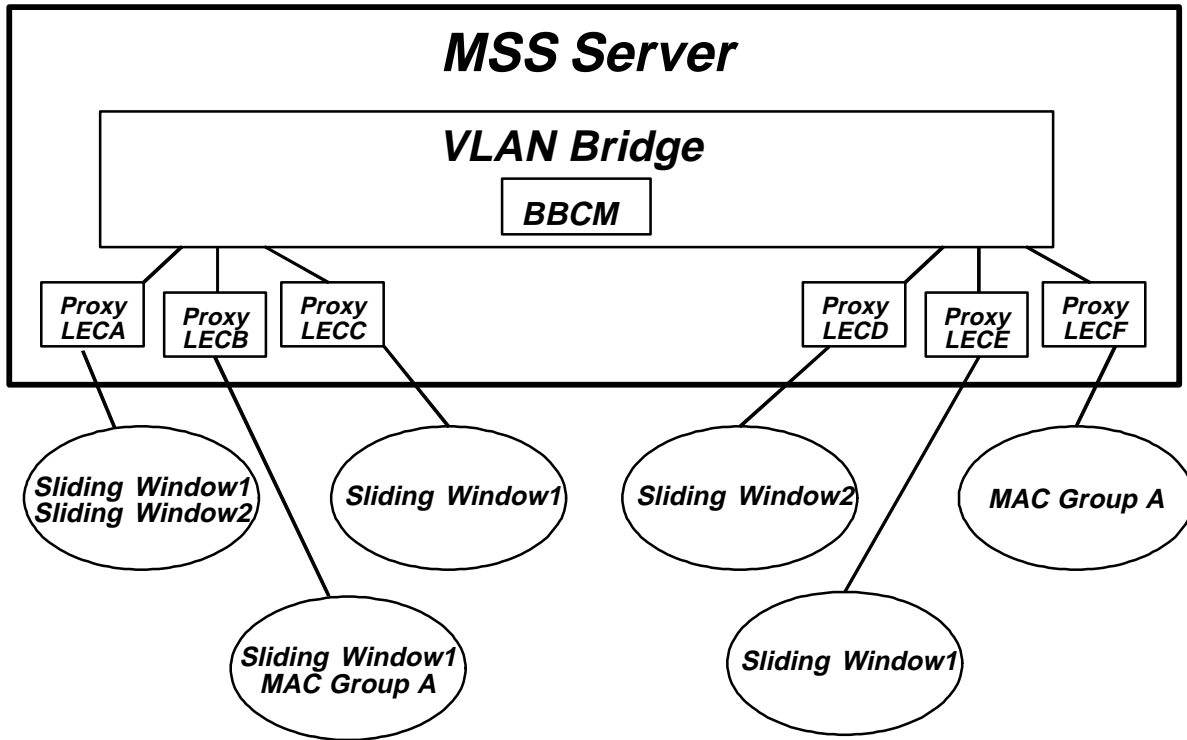 MSS Server
VLAN Bridge
BBCM
Proxy
LECA
Proxy
LECB
Proxy
LECC
Proxy
LECD
Proxy
LECE
Proxy
LECF
Sliding Window1
Sliding Window2
Sliding Window1
Sliding Window2
MAC Group A
Sliding Window1
MAC Group A
Sliding Window1